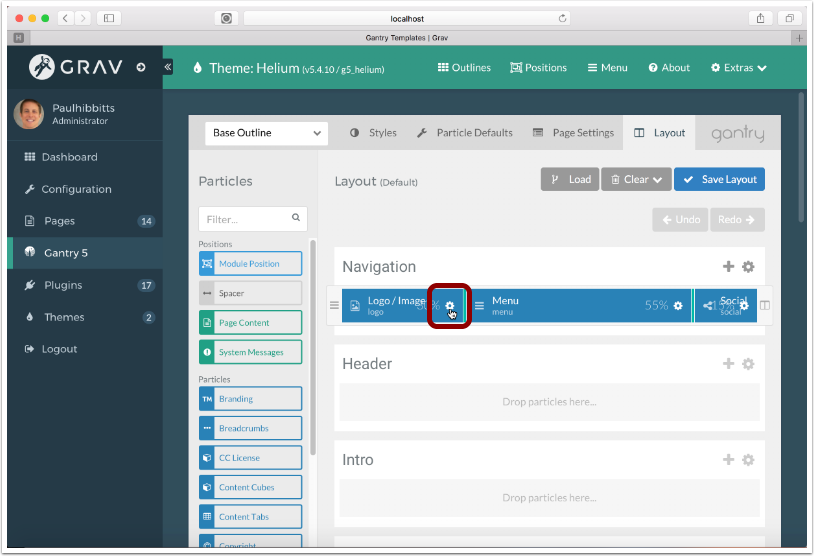 localhost
H
Gantry Templates | Grav
GRAV
Theme: Helium (v5.4.10 / g5_helium)
Outlines
Positions
Menu
About
Extras
Paulhibbitts
Administrator
Dashboard
Configuration
Pages 14
Gantry 5
Plugins 17
Themes 2
Logout
Base Outline
Styles
Particle Defaults
Page Settings
Layout
gantry
Particles
Filter...
Positions
Module Position
Spacer
Page Content
System Messages
Particles
TM Branding
Breadcrumbs
CC License
Content Cubes
Content Tabs
Copyright
Layout (Default)
Load
Clear
Save Layout
Undo
Redo
Navigation
Logo / Image
logo
Menu 55%
menu
Social 15%
social
Header
Drop particles here...
Intro
Drop particles here...